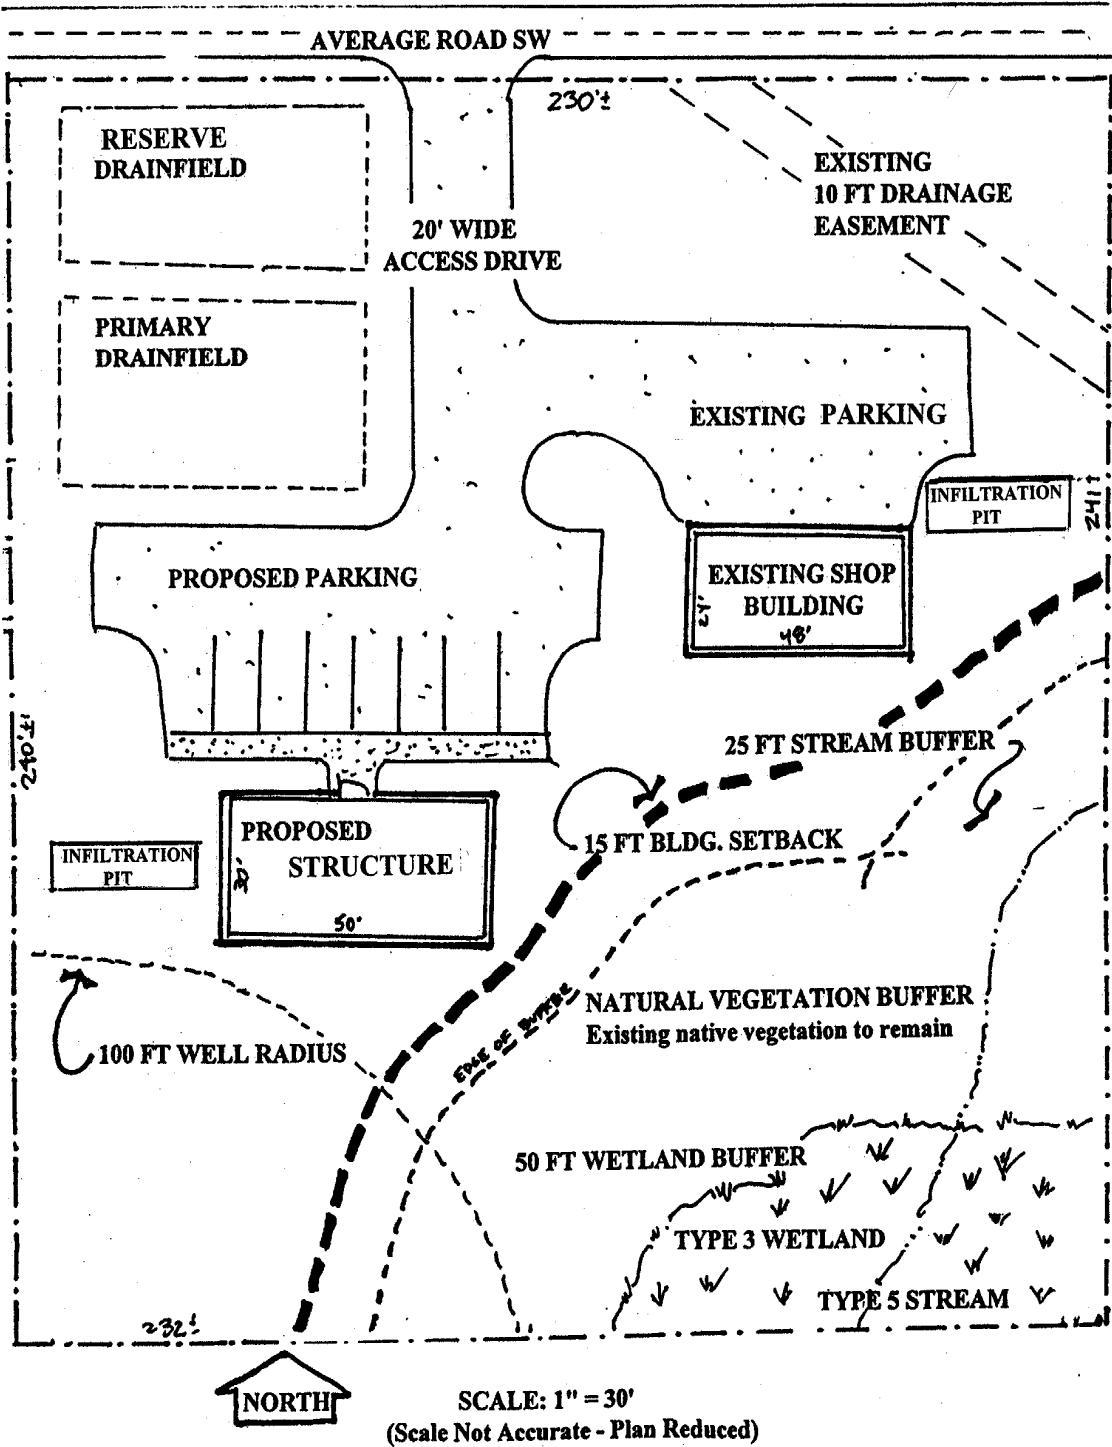 AVERAGE ROAD SW
230'±
RESERVE
DRAINFIELD
EXISTING
10 FT DRAINAGE
EASEMENT
20' WIDE
ACCESS DRIVE
PRIMARY
DRAINFIELD
EXISTING PARKING
INFILTRATION
PIT
241±
PROPOSED PARKING
EXISTING SHOP
BUILDING
24'
48'
240'±
25 FT STREAM BUFFER
PROPOSED
STRUCTURE
30'
50'
15 FT BLDG. SETBACK
INFILTRATION
PIT
EDGE OF BUFFER
NATURAL VEGETATION BUFFER
Existing native vegetation to remain
100 FT WELL RADIUS
50 FT WETLAND BUFFER
TYPE 3 WETLAND
TYPE 5 STREAM
232±
NORTH
SCALE: 1" = 30'
(Scale Not Accurate - Plan Reduced)